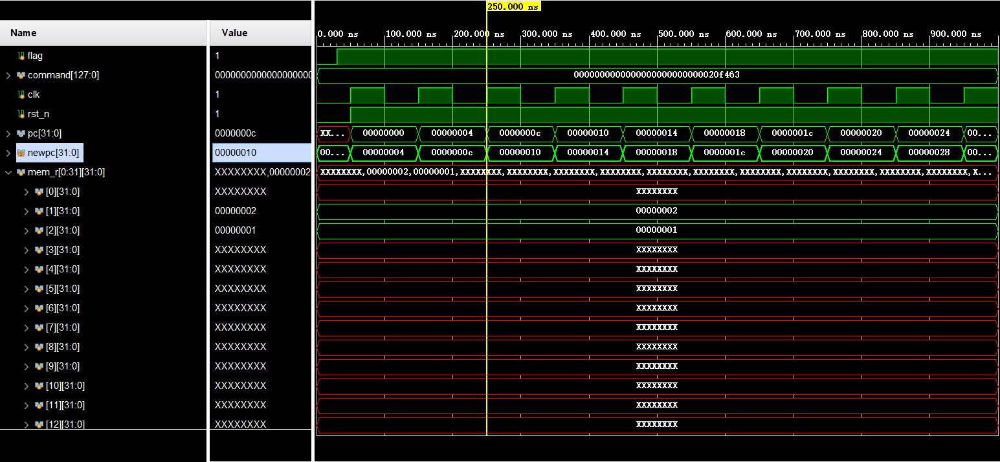 250.000 ns
Name Value 0.000 ns 100.000 ns 200.000 ns 300.000 ns 400.000 ns 500.000 ns 600.000 ns 700.000 ns 800.000 ns 900.000 ns
flag 1
command[127:0] 0000000000000000000 0000000000000000000000000020f463
clk 1
rst_n 1
pc[31:0] 0000000c XX... 00000000 00000004 0000000c 00000010 00000014 00000018 0000001c 00000020 00000024 00...
newpc[31:0] 00000010 00... 00000004 0000000c 00000010 00000014 00000018 0000001c 00000020 00000024 00000028 00...
mem_r[0:31][31:0] XXXXXXXX,00000002 XXXXXXXX,00000002,00000001,XXXXXXXX,XXXXXXXX,XXXXXXXX,XXXXXXXX,XXXXXXXX,XXXXXXXX,XXXXXXXX,XXXXXXXX,XXXXXXXX,XXXXXXXX,XXXXXXXX,X...
[0][31:0] XXXXXXXX XXXXXXXX
[1][31:0] 00000002 00000002
[2][31:0] 00000001 00000001
[3][31:0] XXXXXXXX XXXXXXXX
[4][31:0] XXXXXXXX XXXXXXXX
[5][31:0] XXXXXXXX XXXXXXXX
[6][31:0] XXXXXXXX XXXXXXXX
[7][31:0] XXXXXXXX XXXXXXXX
[8][31:0] XXXXXXXX XXXXXXXX
[9][31:0] XXXXXXXX XXXXXXXX
[10][31:0] XXXXXXXX XXXXXXXX
[11][31:0] XXXXXXXX XXXXXXXX
[12][31:0] XXXXXXXX XXXXXXXX